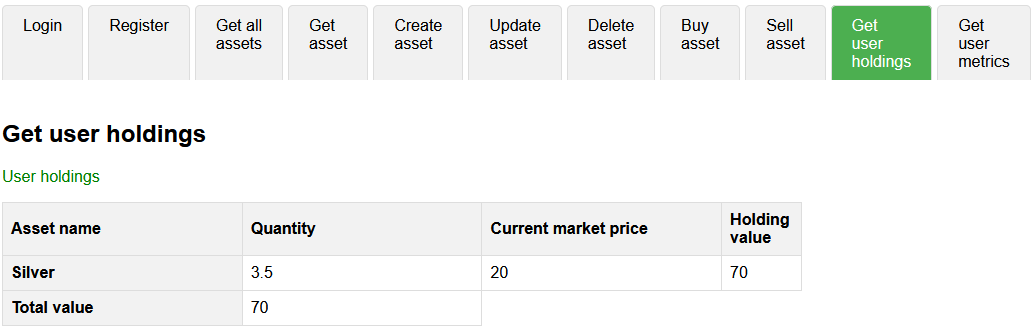 Login
Register
Get all
assets
Get
asset
Create
asset
Update
asset
Delete
asset
Buy
asset
Sell
asset
Get
user
holdings
Get
user
metrics
Get user holdings
User holdings
Asset name Quantity Current market price Holding
value
Silver 3.5 20 70
Total value 70